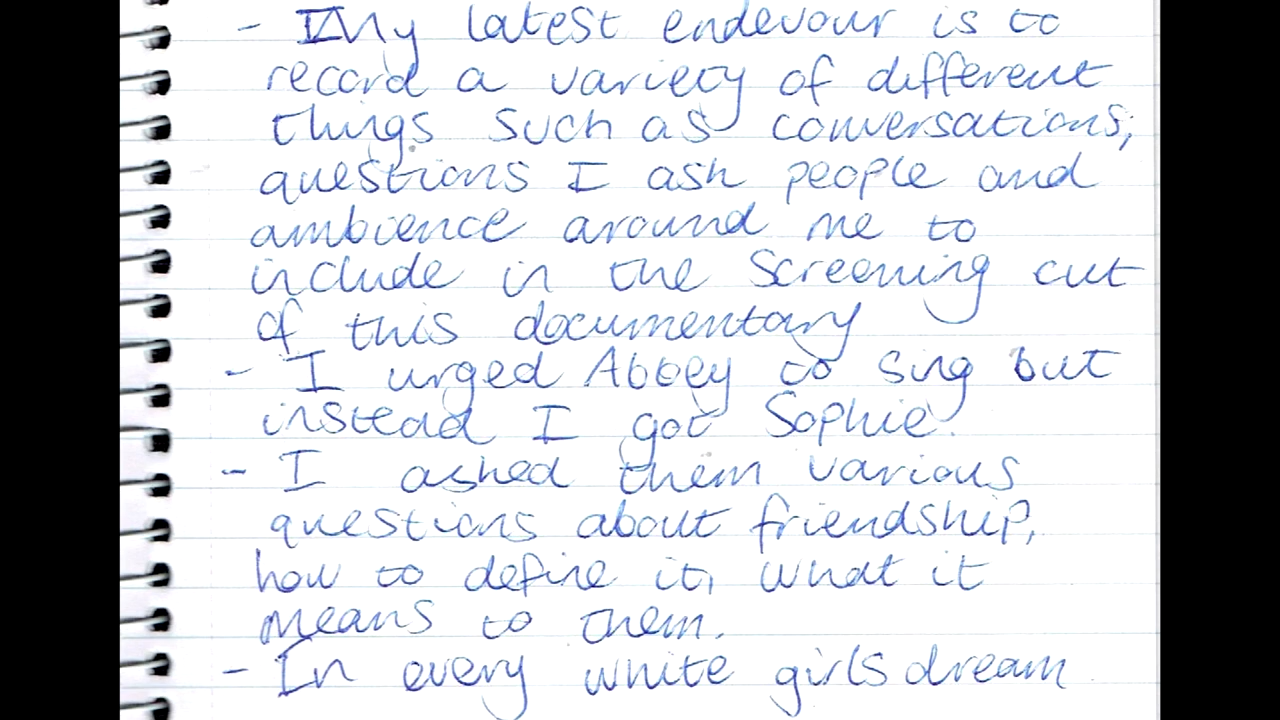 - My latest endevour is to
record a variety of different
things such as conversations,
questions I ask people and
ambience around me to
include in the screening cut
of this documentary
- I urged Abbey to sing but
instead I got Sophie.
- I asked them various
questions about friendship,
how to define it, what it
means to them.
- In every white girls dream